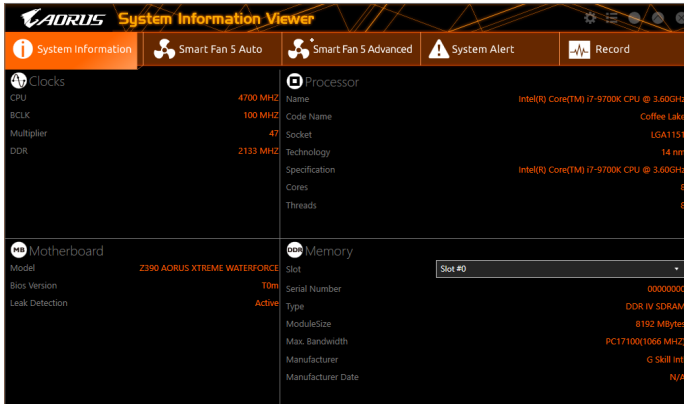 AORUS System Information Viewer
System Information
Smart Fan 5 Auto
Smart Fan 5 Advanced
System Alert
Record
Clocks
CPU 4700 MHZ
BCLK 100 MHZ
Multiplier 47
DDR 2133 MHZ
Processor
Name Intel(R) Core(TM) i7-9700K CPU @ 3.60GHz
Code Name Coffee Lake
Socket LGA1151
Technology 14 nm
Specification Intel(R) Core(TM) i7-9700K CPU @ 3.60GHz
Cores 8
Threads 8
MB Motherboard
Model Z390 AORUS XTREME WATERFORCE
Bios Version T0m
Leak Detection Active
DDR Memory
Slot Slot #0
Serial Number 00000000
Type DDR IV SDRAM
ModuleSize 8192 MBytes
Max. Bandwidth PC17100(1066 MHZ)
Manufacturer G Skill Intl
Manufacturer Date N/A